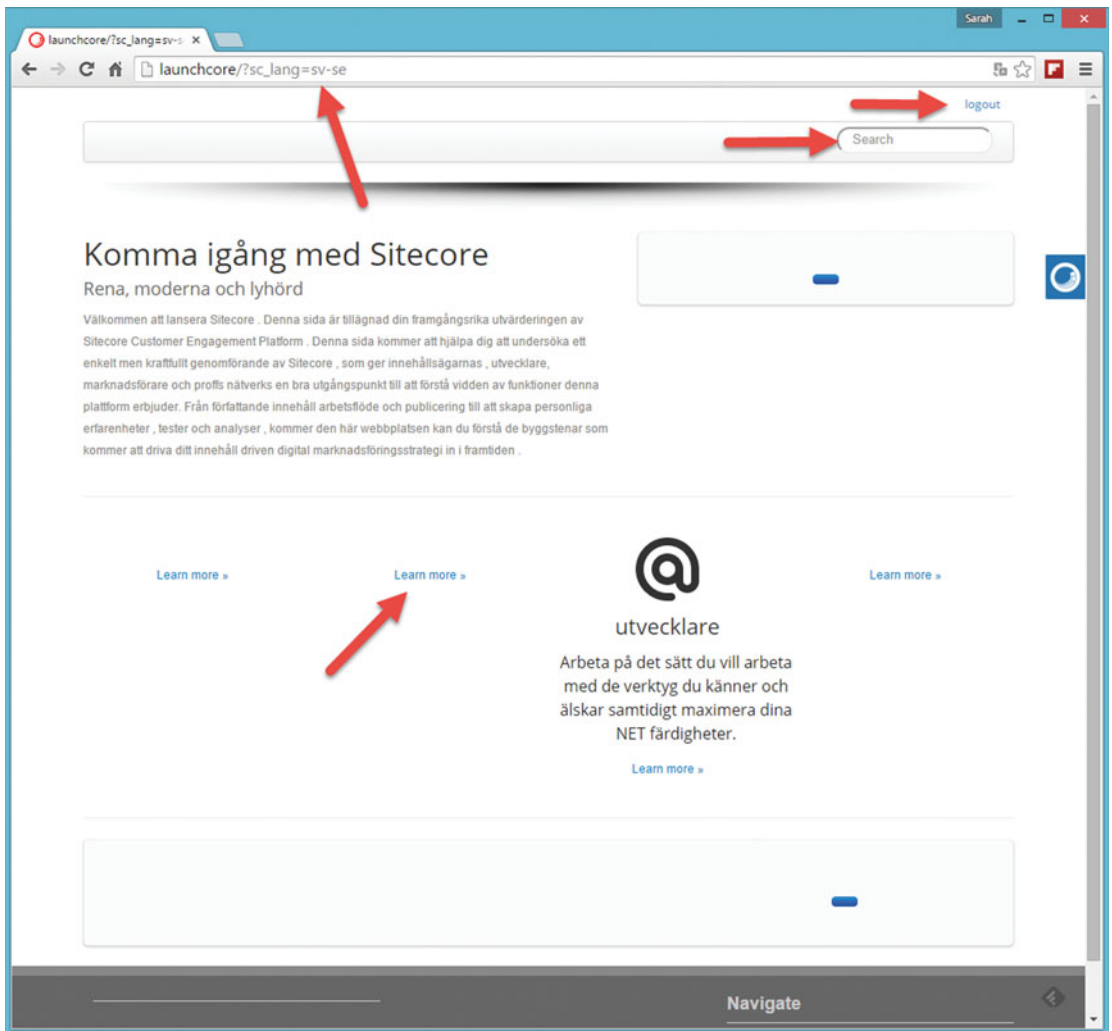 Sarah
launchcore/?sc_lang=sv-s
launchcore/?sc_lang=sv-se
logout
Search
Komma igång med Sitecore
Rena, moderna och lyhörd
Välkommen att lansera Sitecore . Denna sida är tillägnad din framgångsrika utvärderingen av
Sitecore Customer Engagement Platform . Denna sida kommer att hjälpa dig att undersöka ett
enkelt men kraftfullt genomförande av Sitecore , som ger innehållsägarnas , utvecklare,
marknadsförare och proffs nätverks en bra utgångspunkt till att förstå vidden av funktioner denna
plattform erbjuder. Från författande innehåll arbetsflöde och publicering till att skapa personliga
erfarenheter , tester och analyser , kommer den här webbplatsen kan du förstå de byggstenar som
kommer att driva ditt innehåll driven digital marknadsföringsstrategi in i framtiden .
Learn more »
Learn more »
Learn more »
utvecklare
Arbeta på det sätt du vill arbeta
med de verktyg du känner och
älskar samtidigt maximera dina
NET färdigheter.
Learn more »
Navigate